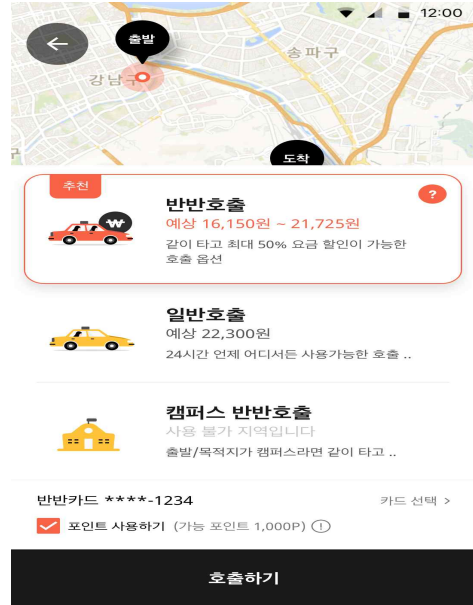 12:00
출발
송파구
강남구
도착
추천
₩
반반호출
?
예상 16,150원 ~ 21,725원
같이 타고 최대 50% 요금 할인이 가능한
호출 옵션
일반호출
예상 22,300원
24시간 언제 어디서든 사용가능한 호출 ..
캠퍼스 반반호출
사용 불가 지역입니다
출발/목적지가 캠퍼스라면 같이 타고 ..
반반카드 ****-1234 카드 선택 >
포인트 사용하기 (가능 포인트 1,000P) !
호출하기